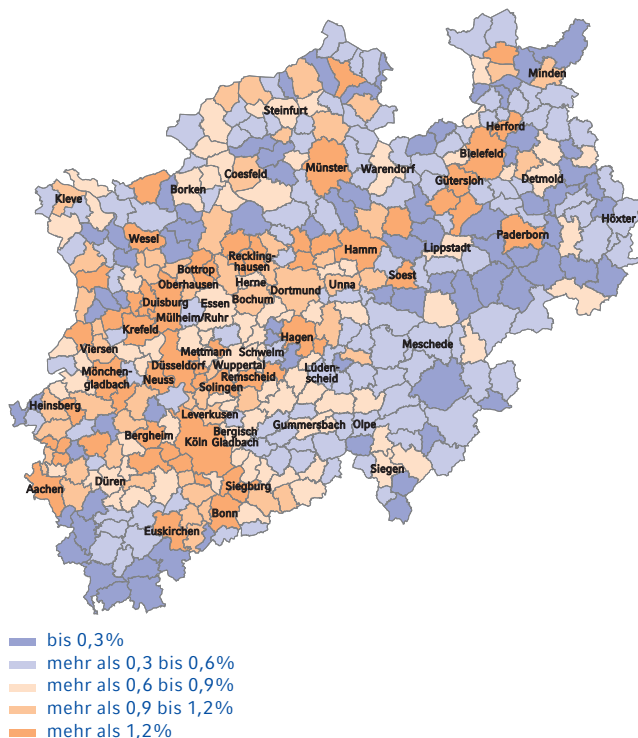 Minden
Steinfurt
Herford
Bielefeld
Münster
Warendorf
Coesfeld
Detmold
Gütersloh
Borken
Kleve
Höxter
Wesel
Paderborn
Hamm
Lippstadt
Reckling-
hausen
Bottrop
Soest
Oberhausen
Herne
Unna
Dortmund
Duisburg
Essen
Bochum
Mülheim/Ruhr
Krefeld
Hagen
Meschede
Viersen
Mettmann
Schwelm
Düsseldorf
Wuppertal
Lüden-
scheid
Mönchen-
gladbach
Neuss
Remscheid
Solingen
Heinsberg
Leverkusen
Gummersbach
Olpe
Bergheim
Köln
Bergisch
Gladbach
Siegen
Aachen
Düren
Siegburg
Bonn
Euskirchen
bis 0,3%
mehr als 0,3 bis 0,6%
mehr als 0,6 bis 0,9%
mehr als 0,9 bis 1,2%
mehr als 1,2%